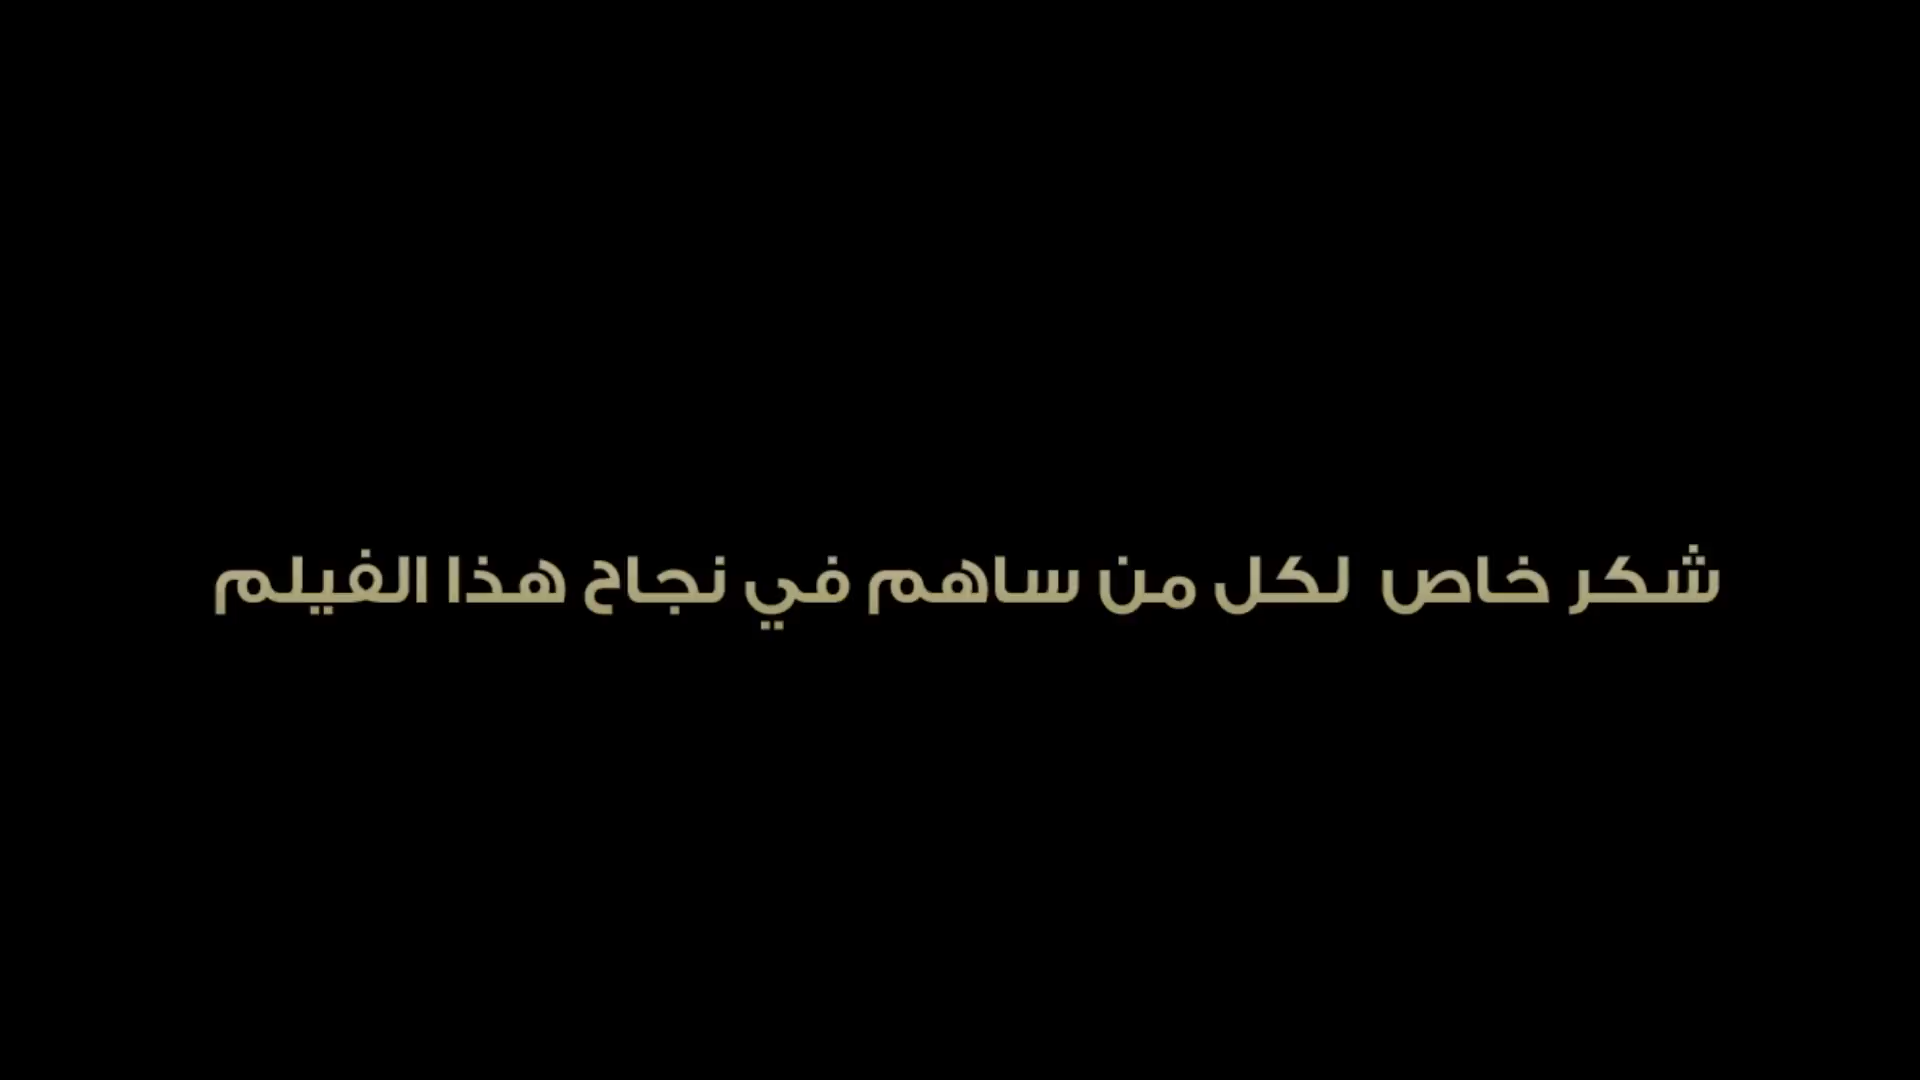 شكر خاص لكل من ساهم في نجاح هذا الفيلم